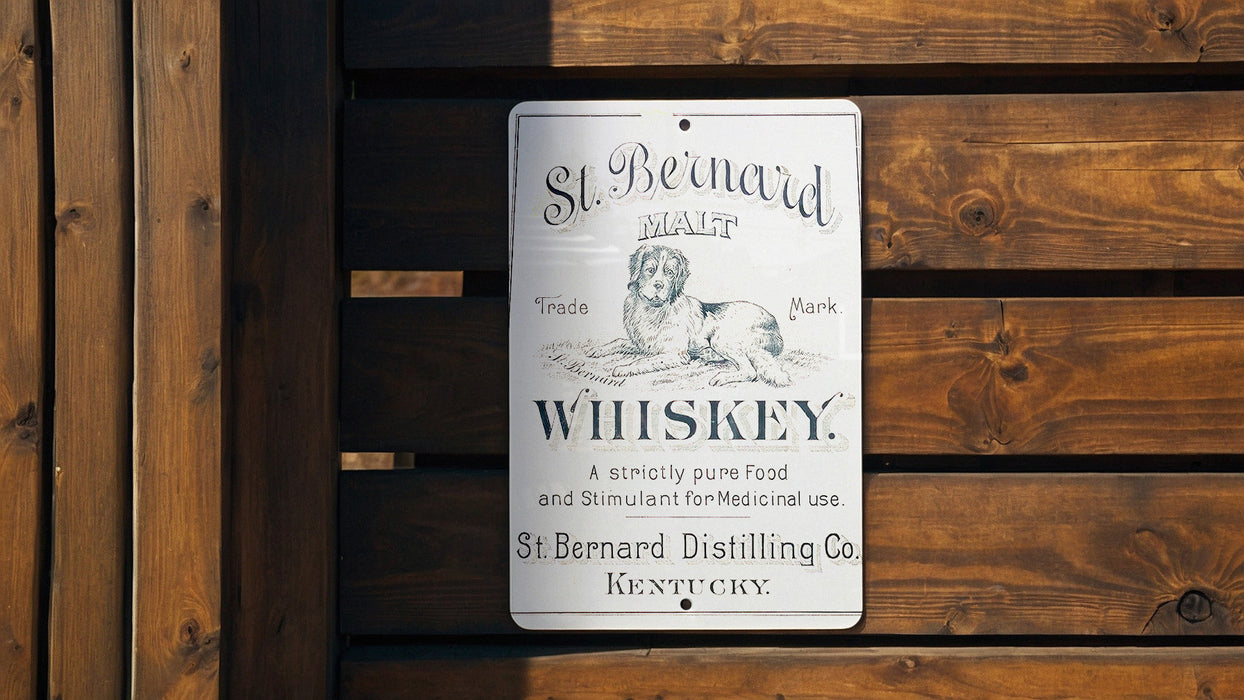 St. Bernard
MALT
Trade Mark.
St. Bernard
WHISKEY.
A strictly pure Food
and Stimulant for Medicinal use.
St. Bernard Distilling Co.
KENTUCKY.